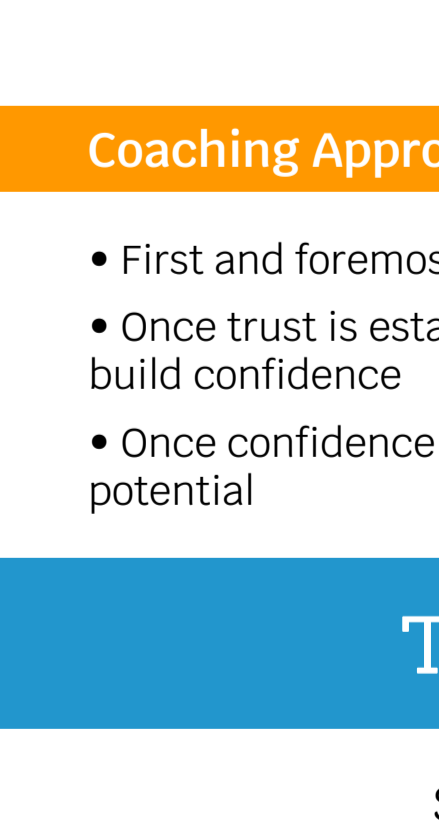 Coaching Appro
• First and foremos
• Once trust is esta
build confidence
• Once confidence
potential
T